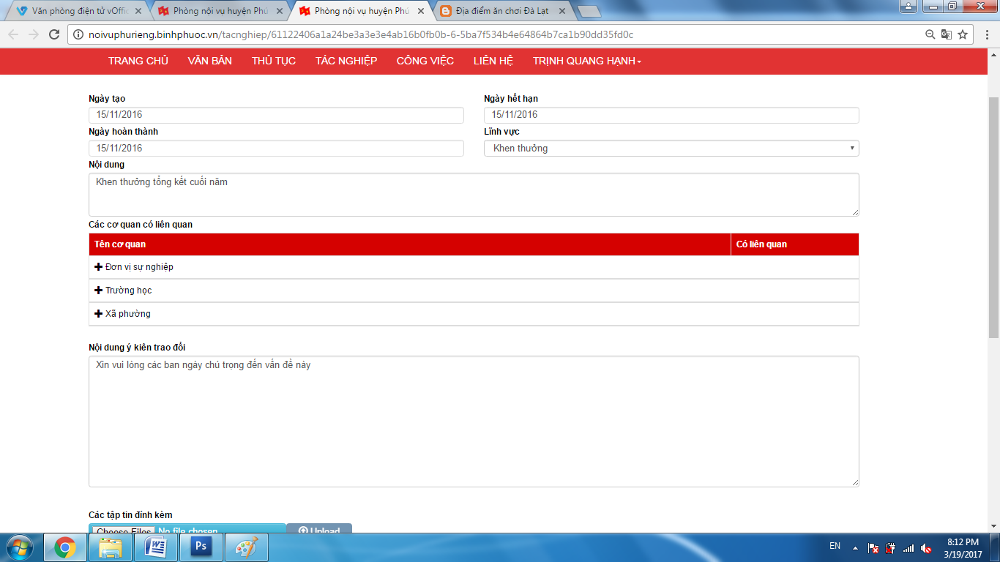 Văn phòng điện tử vOffic
Phòng nội vụ huyện Phú
Phòng nội vụ huyện Phú
Địa điểm ăn chơi Đà Lạt
noivuphurieng.binhphuoc.vn/tacnghiep/61122406a1a24be3a3e3e4ab16b0fb0b-6-5ba7f534b4e64864b7ca1b90dd35fd0c
TRANG CHỦ VĂN BẢN THỦ TỤC TÁC NGHIỆP CÔNG VIỆC LIÊN HỆ TRỊNH QUANG HẠNH
Ngày tạo Ngày hết hạn
15/11/2016 15/11/2016
Ngày hoàn thành Lĩnh vực
15/11/2016 Khen thưởng
Nội dung
Khen thưởng tổng kết cuối năm
Các cơ quan có liên quan
Tên cơ quan Có liên quan
Đơn vị sự nghiệp
Trường học
Xã phường
Nội dung ý kiên trao đổi
Xin vui lòng các ban ngày chú trọng đến vấn đề này
Các tập tin đính kèm
Choose Files No file chosen Upload
Ps
EN
8:12 PM
3/19/2017